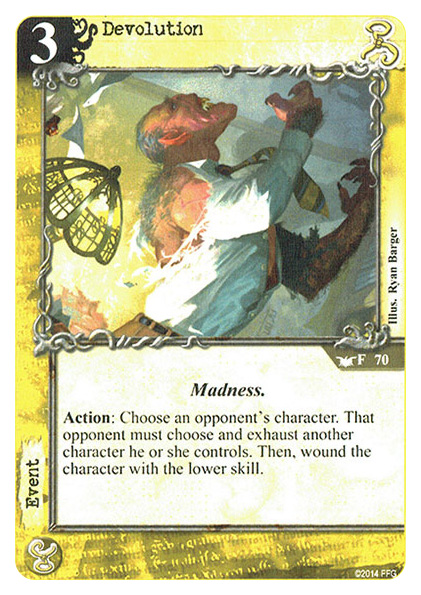 3
Devolution
Illus. Ryan Barger
F 70
Madness.
Action: Choose an opponent's character. That
opponent must choose and exhaust another
character he or she controls. Then, wound the
character with the lower skill.
Event
©2014 FFG